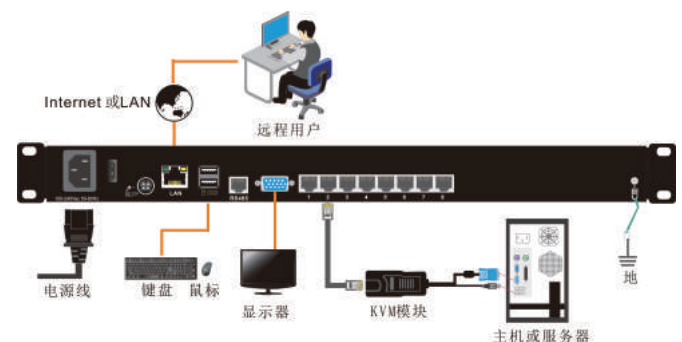 Internet 或LAN
远程用户
LAN
RS485
1 2 3 4 5 6 7 8
电源线
键盘 鼠标
显示器
KVM模块
地
主机或服务器